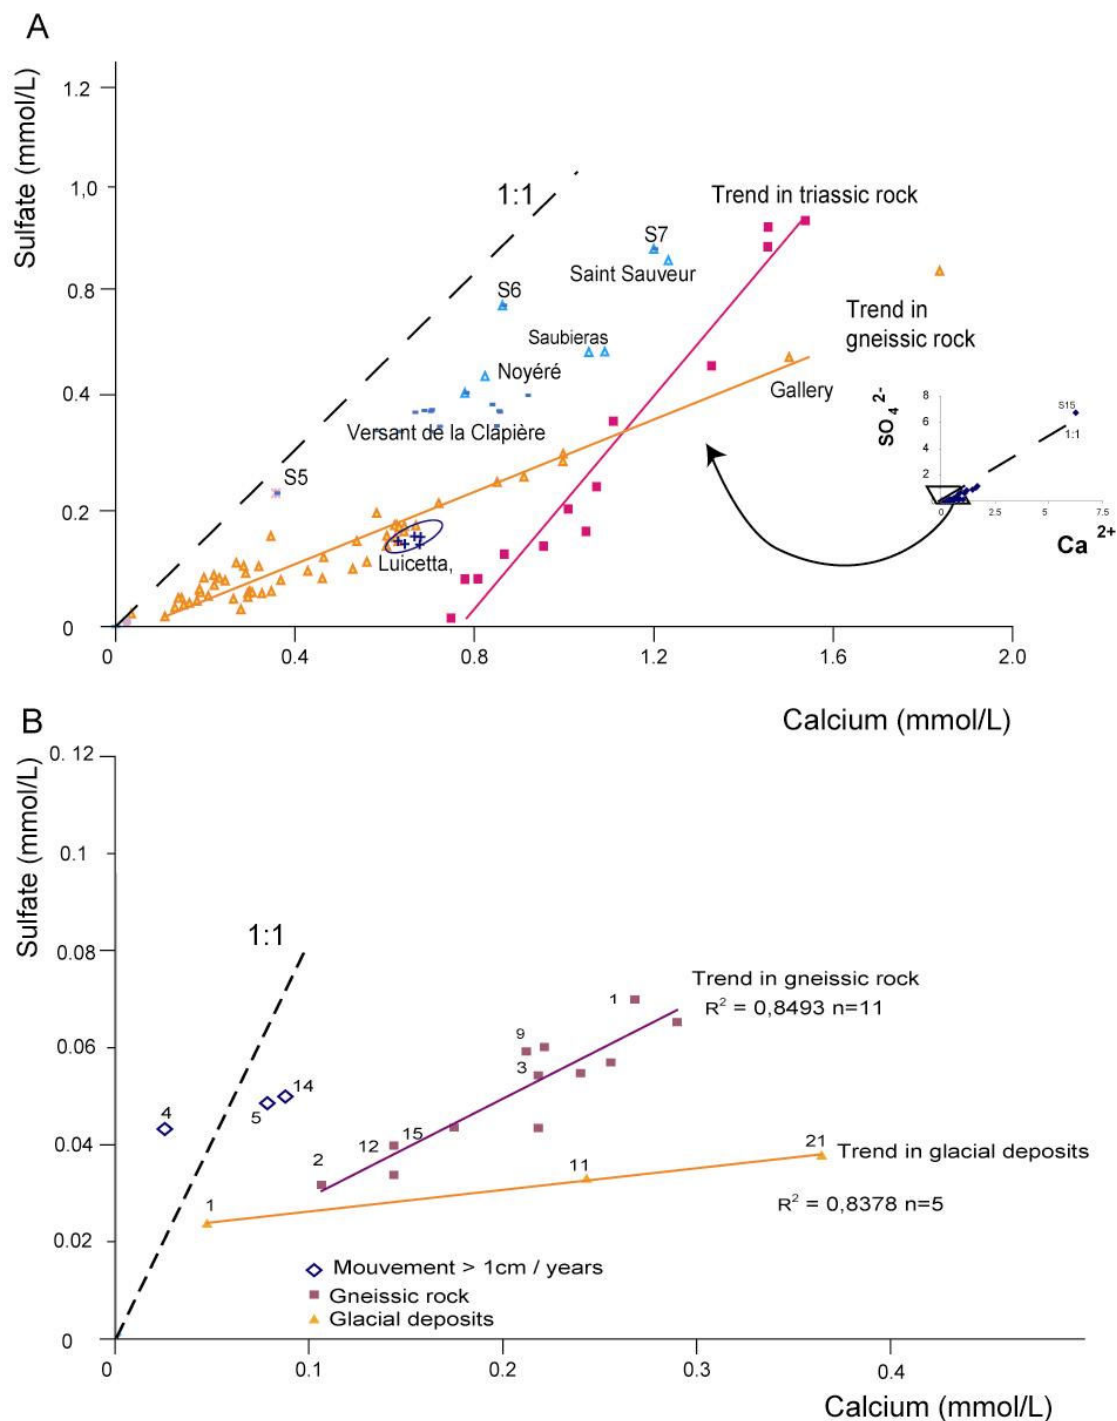 A
Sulfate (mmol/L)
1.2
1,0
0.8
0.4
0.2
0
1:1
Trend in triassic rock
S7
Saint Sauveur
S6
Saubieras
Noyéré
Versant de la Clapière
S5
Luicetta,
Trend in
gneissic rock
Gallery
SO4 2-
8
6
4
2
0
S15
1:1
0
2.5
5
7.5
Ca 2+
0
0.4
0.8
1.2
1.6
2.0
Calcium (mmol/L)
B
Sulfate (mmol/L)
0. 12
0.1
0.08
0.06
0.04
0.02
0
1:1
Trend in gneissic rock
R2 = 0,8493 n=11
1
9
3
4
5
14
12
15
2
1
11
21
Trend in glacial deposits
R2 = 0,8378 n=5
Mouvement > 1cm / years
Gneissic rock
Glacial deposits
0
0.1
0.2
0.3
0.4
Calcium (mmol/L)